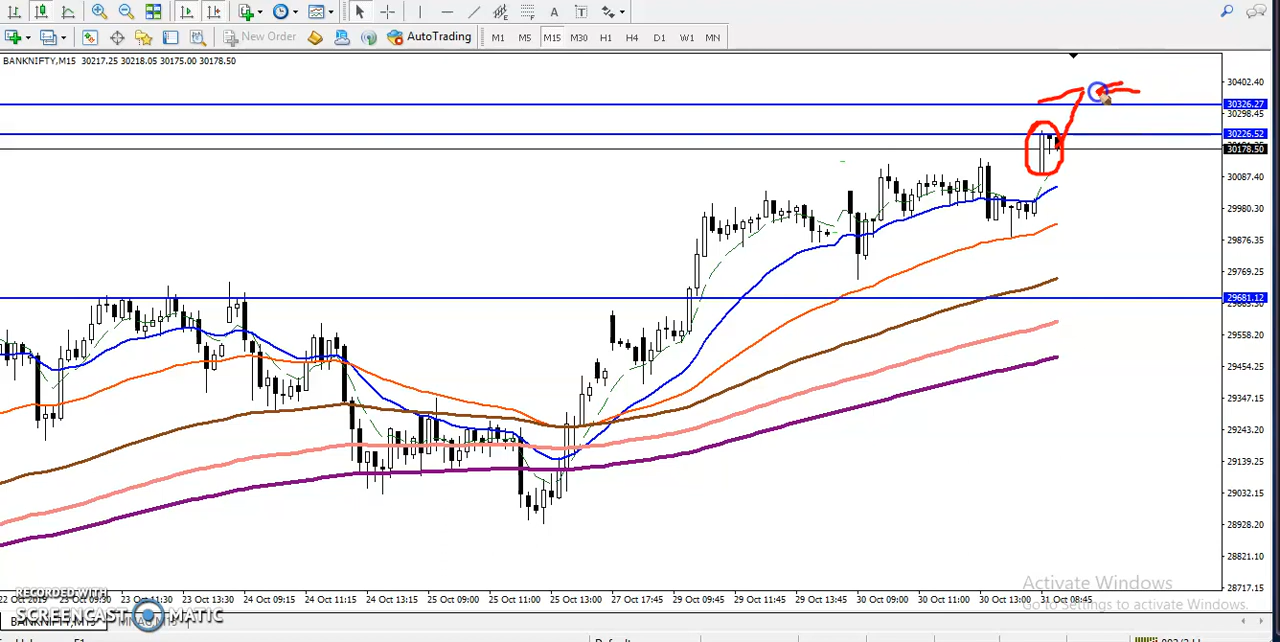 New Order
AutoTrading
M1 M5 M15 M30 H1 H4 D1 W1 MN
BANKNIFTY,M15 30217.25 30218.05 30175.00 30178.50
30402.40
30326.27
30298.45
30226.52
30178.50
30087.40
29980.30
29876.35
29769.25
29681.12
29558.20
29454.25
29347.15
29243.20
29139.25
29032.15
28928.20
28821.10
28717.15
Activate Windows
Go to Settings to activate Windows.
22 Oct 2019 23 Oct 09:30 23 Oct 11:30 23 Oct 13:30 24 Oct 09:15 24 Oct 11:15 24 Oct 13:15 25 Oct 09:00 25 Oct 11:00 25 Oct 13:00 27 Oct 17:45 29 Oct 09:45 29 Oct 11:45 29 Oct 13:45 30 Oct 09:00 30 Oct 11:00 30 Oct 13:00 31 Oct 08:45
RECORDED WITH
SCREENCAST MATIC